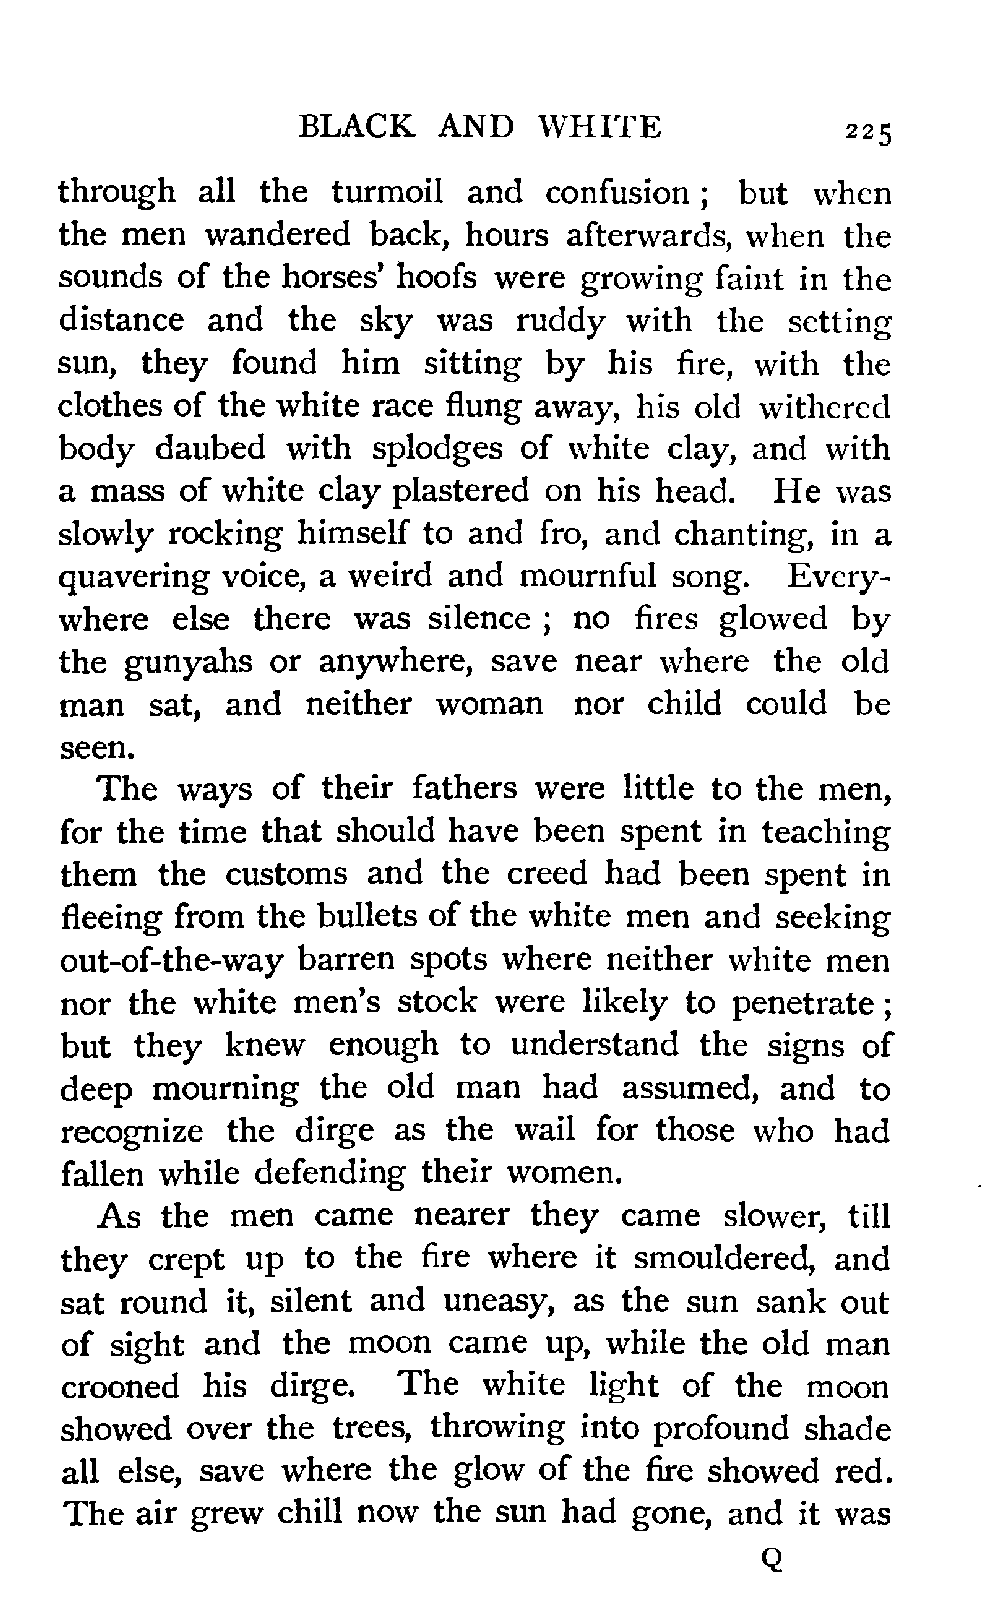 BLACK AND WHITE 225
through all the turmoil and confusion ; but when
the men wandered back, hours afterwards, when the
sounds of the horses' hoofs were growing faint in the
distance and the sky was ruddy with the setting
sun, they found him sitting by his fire, with the
clothes of the white race flung away, his old withered
body daubed with splodges of white clay, and with
a mass of white clay plastered on his head. He was
slowly rocking himself to and fro, and chanting, in a
quavering voice, a weird and mournful song. Every-
where else there was silence ; no fires glowed by
the gunyahs or anywhere, save near where the old
man sat, and neither woman nor child could be
seen.
The ways of their fathers were little to the men,
for the time that should have been spent in teaching
them the customs and the creed had been spent in
fleeing from the bullets of the white men and seeking
out-of-the-way barren spots where neither white men
nor the white men's stock were likely to penetrate ;
but they knew enough to understand the signs of
deep mourning the old man had assumed, and to
recognize the dirge as the wail for those who had
fallen while defending their women.
As the men came nearer they came slower, till
they crept up to the fire where it smouldered, and
sat round it, silent and uneasy, as the sun sank out
of sight and the moon came up, while the old man
crooned his dirge. The white light of the moon
showed over the trees, throwing into profound shade
all else, save where the glow of the fire showed red.
The air grew chill now the sun had gone, and it was
Q